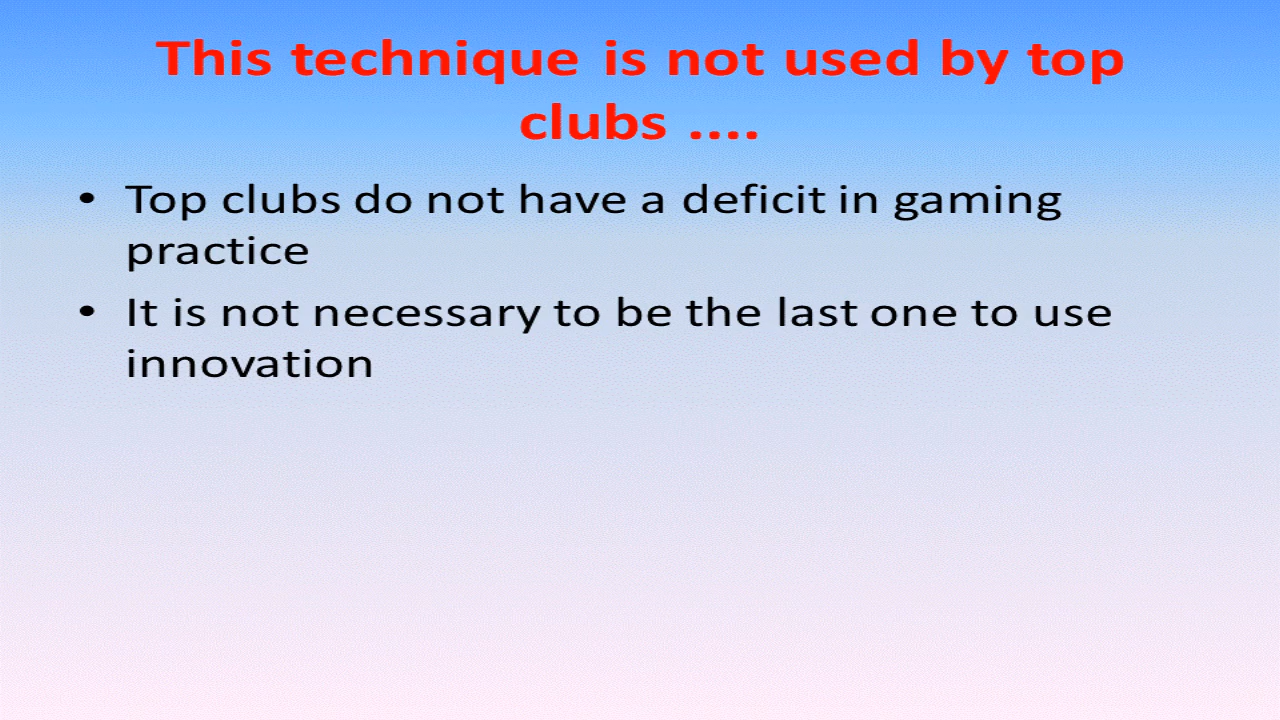 This technique is not used by top
clubs ....
• Top clubs do not have a deficit in gaming
practice
• It is not necessary to be the last one to use
innovation